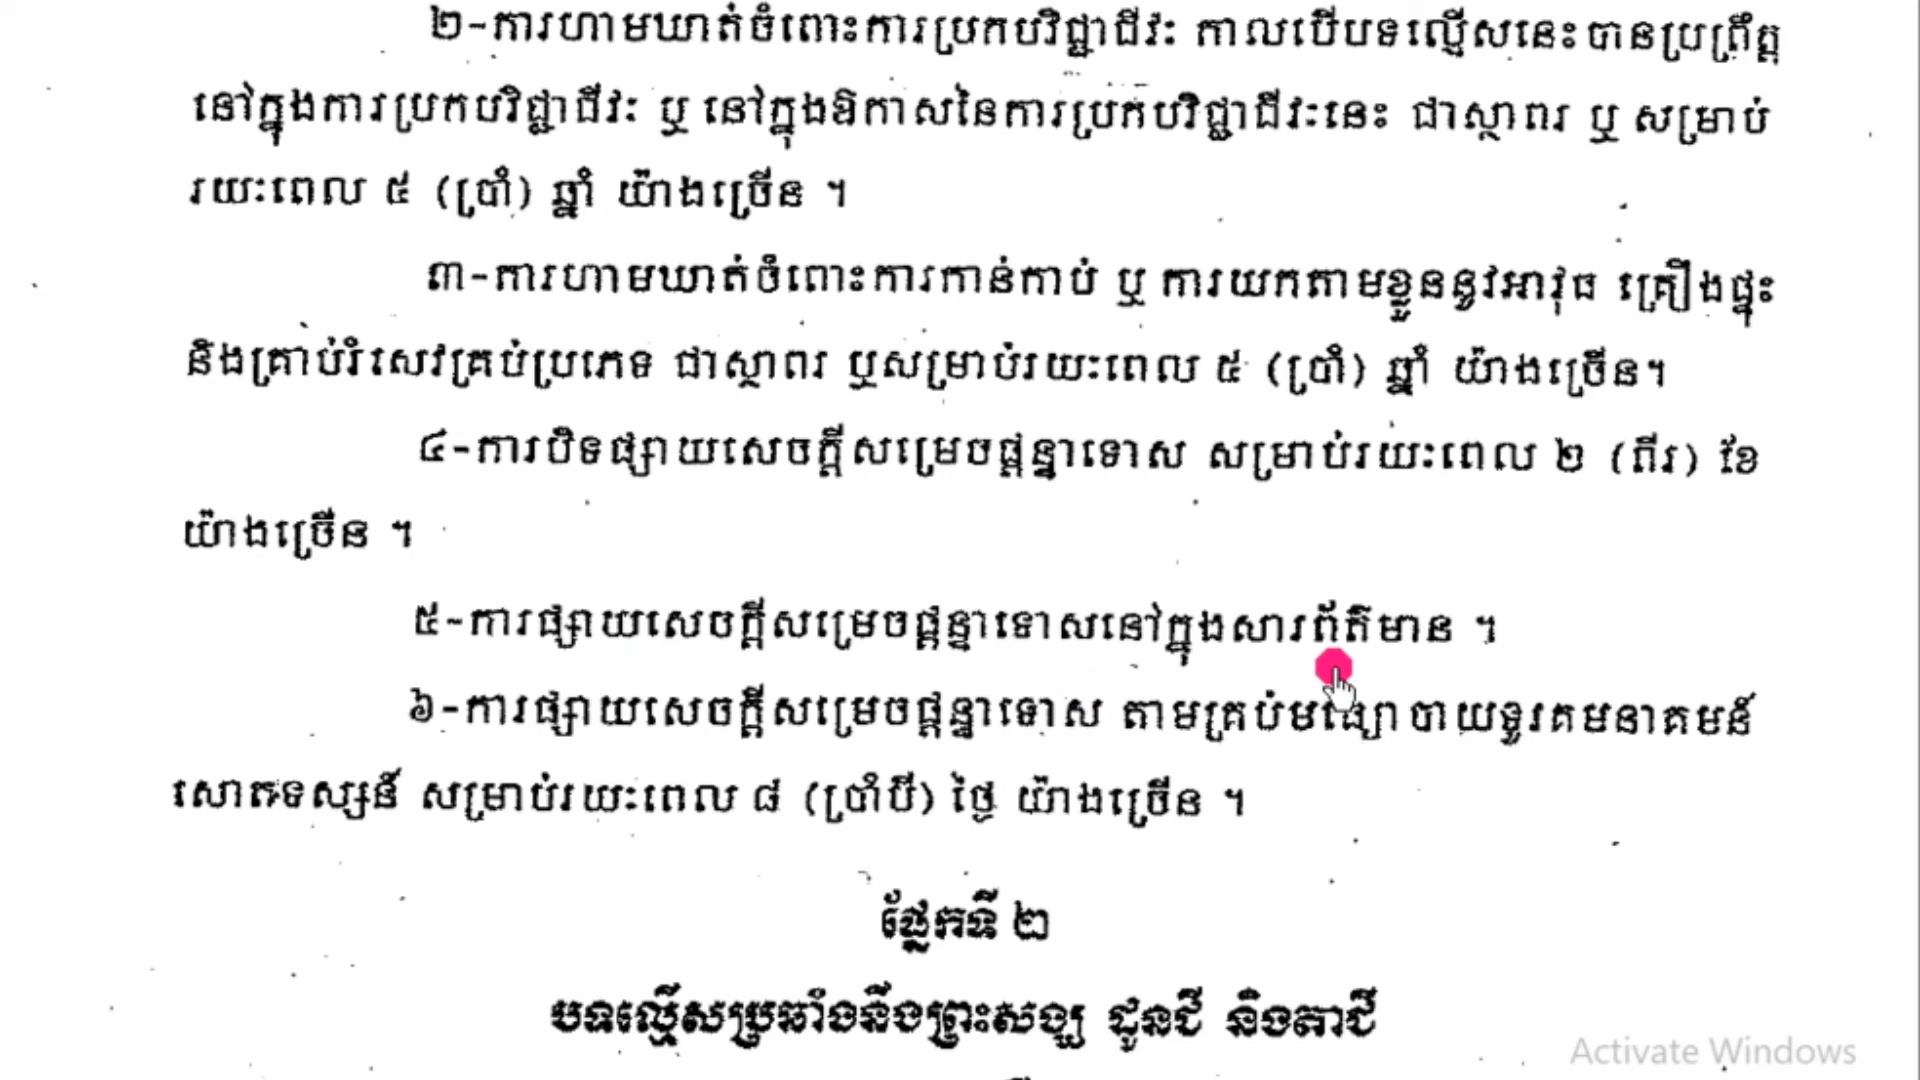 ២-ការហាមឃាត់ចំពោះការប្រកបវិជ្ជាជីវៈ កាលបើបទល្មើសនេះបានប្រព្រឹត្ត
នៅក្នុងការប្រកបវិជ្ជាជីវៈ ឬ នៅក្នុងឱកាសនៃការប្រកបវិជ្ជាជីវៈនេះ ជាស្ថាពរ ឬ សម្រាប់
រយៈពេល ៥ (ប្រាំ) ឆ្នាំ យ៉ាងច្រើន ។
៣-ការហាមឃាត់ចំពោះការកាន់កាប់ ឬ ការយកតាមខ្លួននូវអាវុធ គ្រឿងផ្ទុះ
និងគ្រាប់រំសេវគ្រប់ប្រភេទ ជាស្ថាពរ ឬសម្រាប់រយៈពេល ៥ (ប្រាំ) ឆ្នាំ យ៉ាងច្រើន។
៤-ការបិទផ្សាយសេចក្តីសម្រេចផ្តន្ទាទោស សម្រាប់រយៈពេល ២ (ពីរ) ខែ
យ៉ាងច្រើន ។
៥-ការផ្សាយសេចក្តីសម្រេចផ្តន្ទាទោសនៅក្នុងសារព័ត៌មាន ។
៦-ការផ្សាយសេចក្តីសម្រេចផ្តន្ទាទោស តាមគ្រប់មធ្យោបាយទូរគមនាគមន៍
សោតទស្សន៍ សម្រាប់រយៈពេល ៨ (ប្រាំបី) ថ្ងៃ យ៉ាងច្រើន ។
ផ្នែកទី ២
បទល្មើសប្រឆាំងនឹងព្រះសង្ឃ ដូនជី និងតាជី
Activate Windows